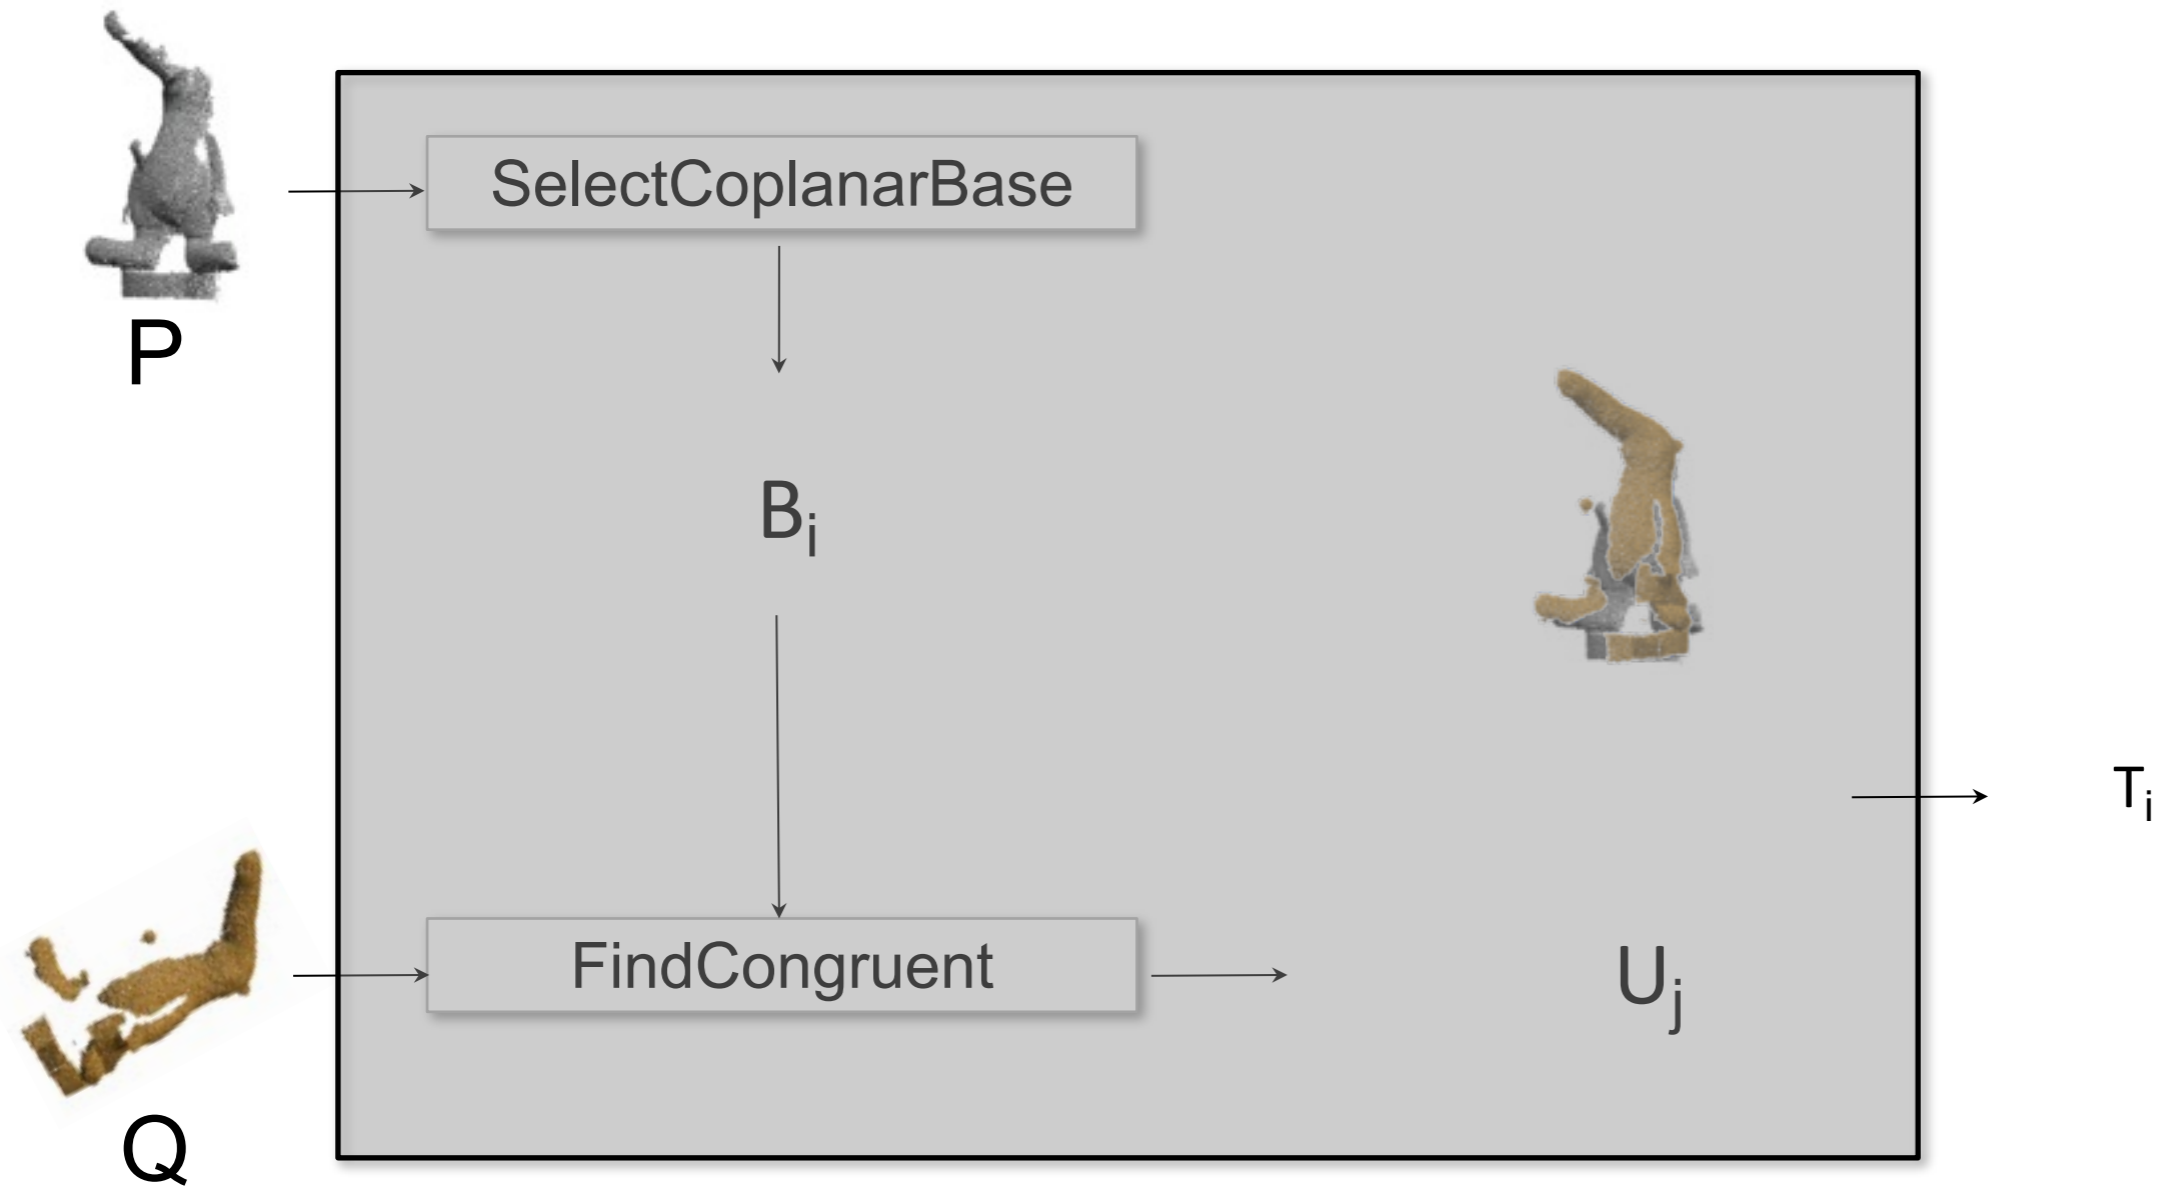 SelectCoplanarBase
P
Bi
Ti
FindCongruent
Uj
Q